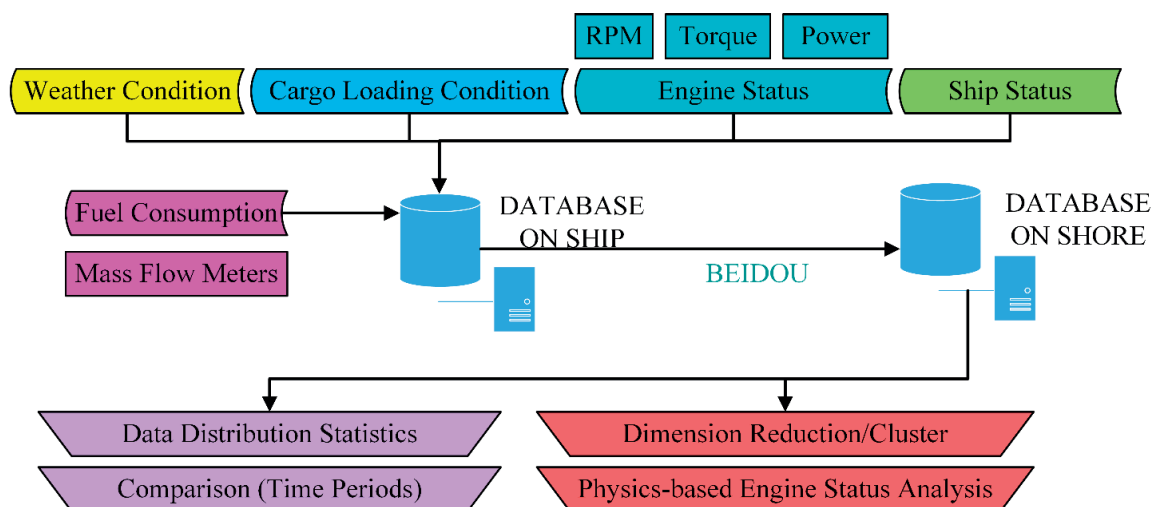 RPM
Torque
Power
Weather Condition
Cargo Loading Condition
Engine Status
Ship Status
Fuel Consumption
Mass Flow Meters
DATABASE
ON SHIP
BEIDOU
DATABASE
ON SHORE
Data Distribution Statistics
Dimension Reduction/Cluster
Comparison (Time Periods)
Physics-based Engine Status Analysis